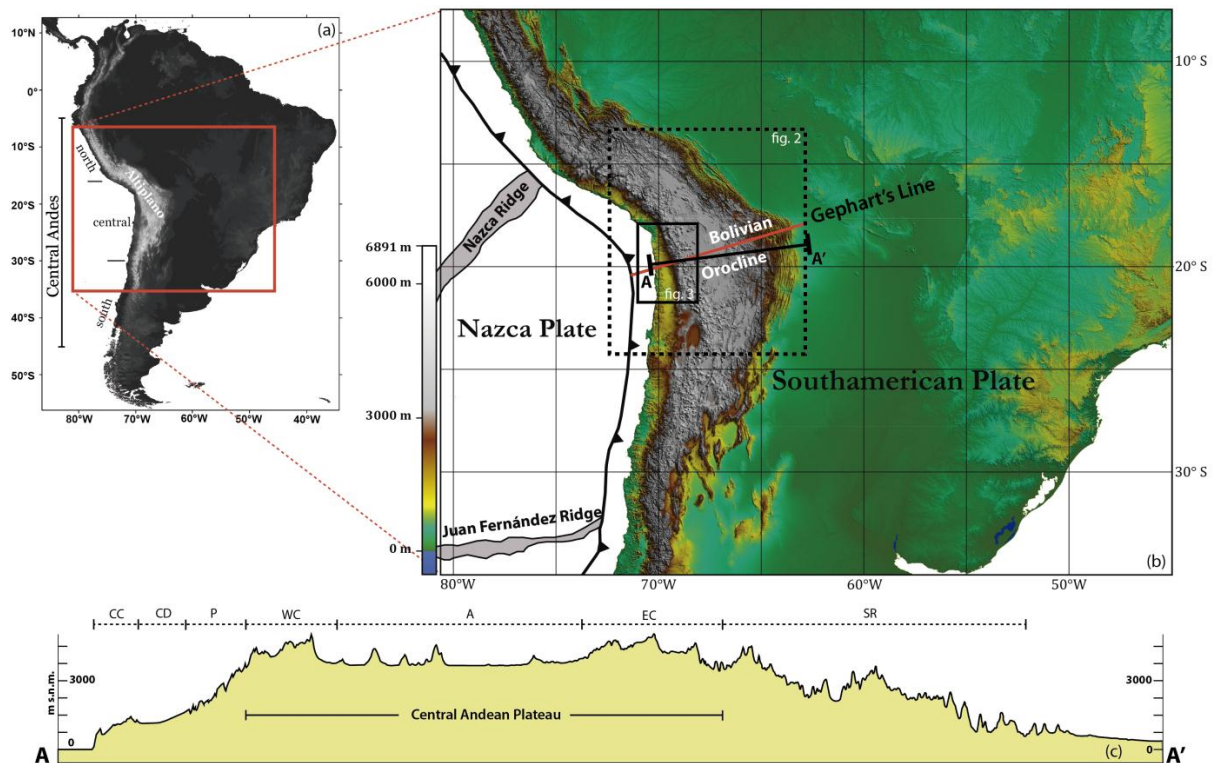 (a)
10°N
0°
10°S
20°S
30°S
40°S
50°S
80°W
70°W
60°W
50°W
40°W
Central Andes
north
central
south
Altiplano
(b)
10° S
20° S
30° S
80°W
70°W
60°W
50°W
6891 m
6000 m
3000 m
0 m
Nazca Ridge
Nazca Plate
Juan Fernández Ridge
fig. 2
Gephart's Line
Bolivian
Orocline
A
A'
fig. 3
Southamerican Plate
CC
CD
P
WC
A
EC
SR
m s.n.m.
3000
0
Central Andean Plateau
3000
0
(c)
A
A'